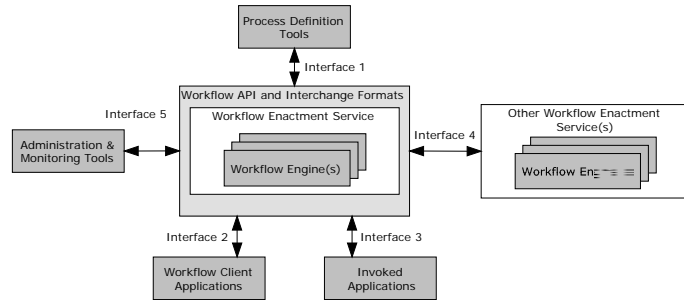 Process Definition
Tools
Interface 1
Workflow API and Interchange Formats
Workflow Enactment Service
Workflow Engine(s)
Interface 5
Administration &
Monitoring Tools
Interface 4
Other Workflow Enactment
Service(s)
Workflow
Interface 2
Interface 3
Workflow Client
Applications
Invoked
Applications